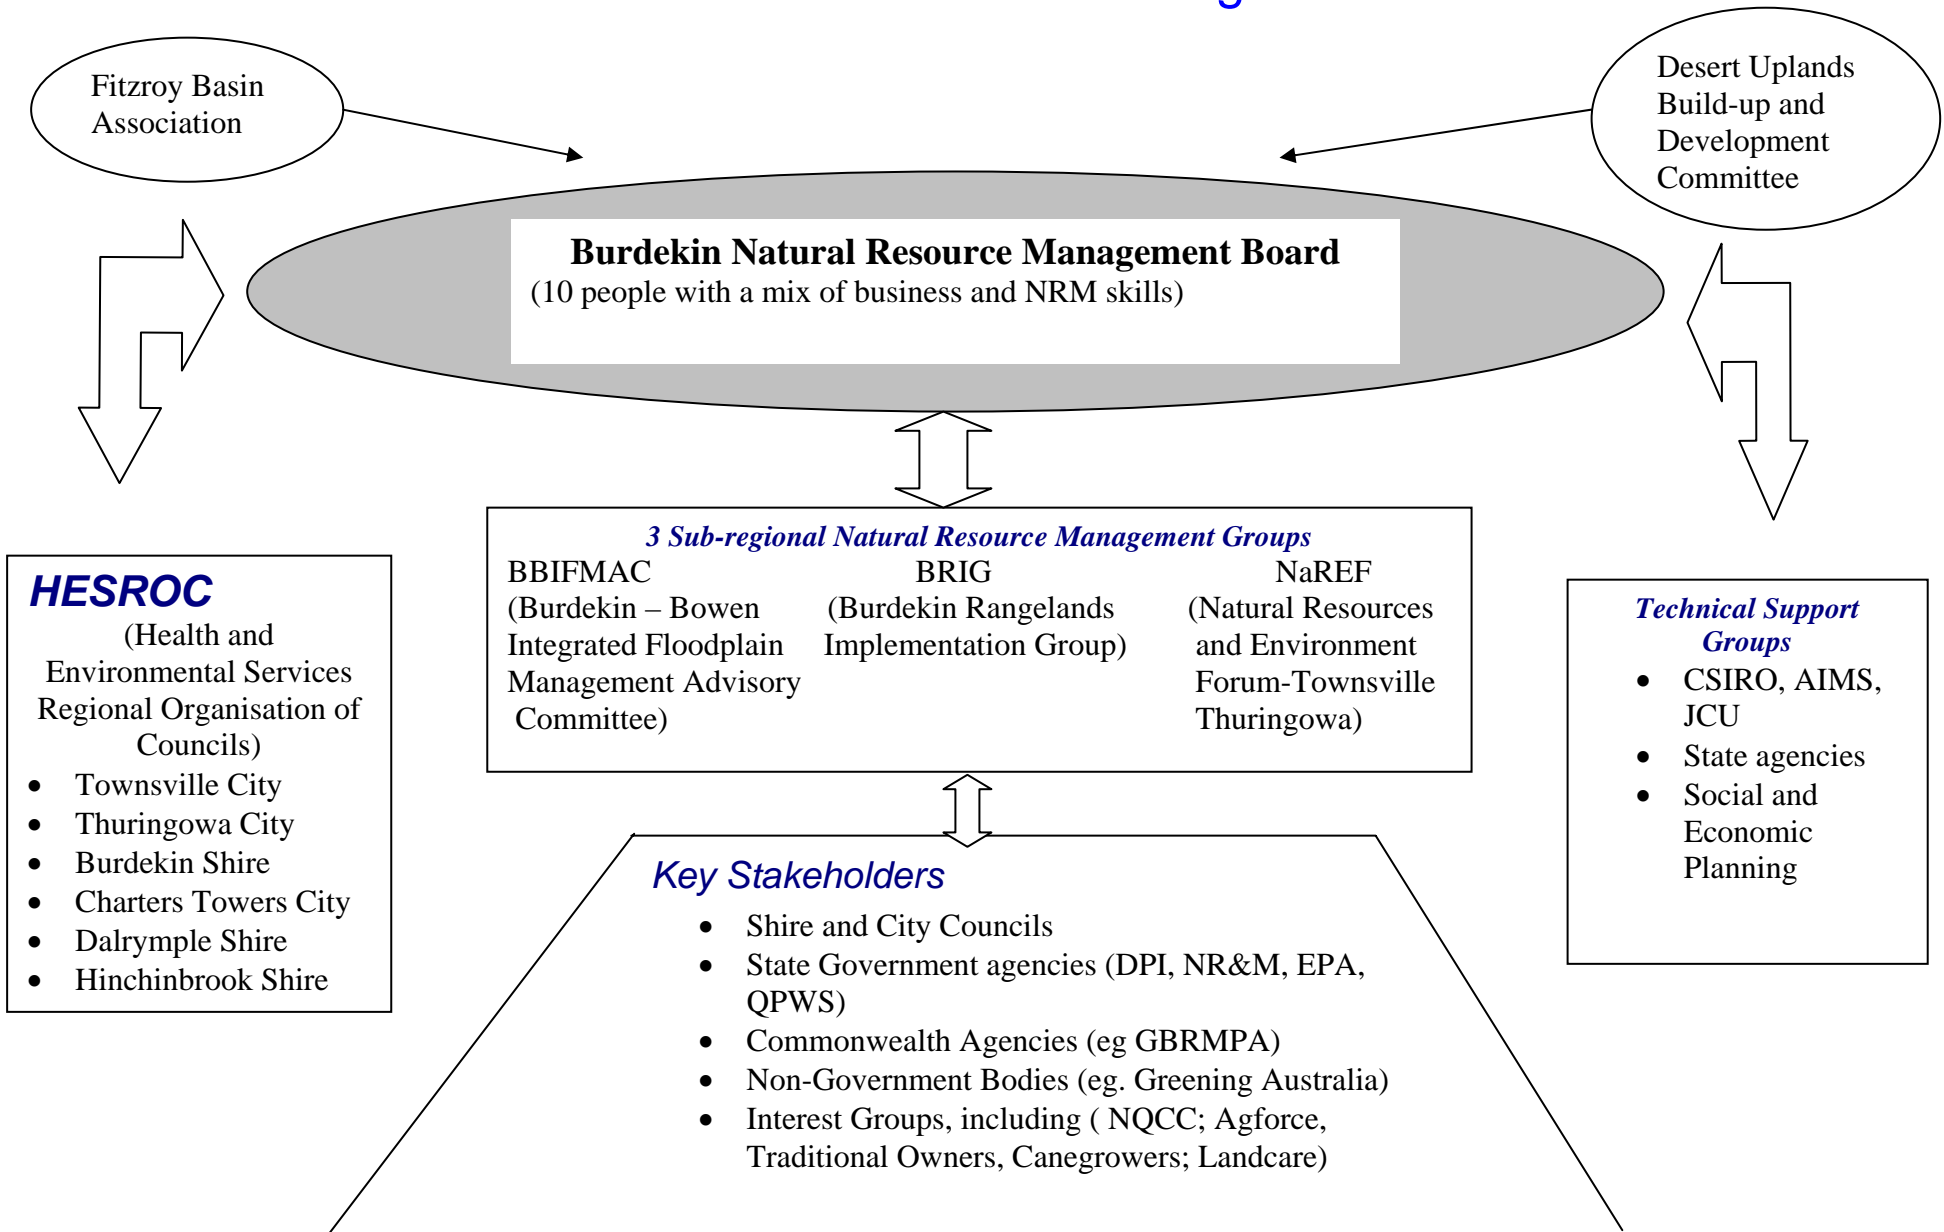 Fitzroy Basin
Association
Desert Uplands
Build-up and
Development
Committee
Burdekin Natural Resource Management Board
(10 people with a mix of business and NRM skills)
3 Sub-regional Natural Resource Management Groups
BBIFMAC
(Burdekin – Bowen
Integrated Floodplain
Management Advisory
Committee)
BRIG
(Burdekin Rangelands
Implementation Group)
NaREF
(Natural Resources
and Environment
Forum-Townsville
Thuringowa)
HESROC
(Health and
Environmental Services
Regional Organisation of
Councils)
• Townsville City
• Thuringowa City
• Burdekin Shire
• Charters Towers City
• Dalrymple Shire
• Hinchinbrook Shire
Technical Support
Groups
• CSIRO, AIMS,
JCU
• State agencies
• Social and
Economic
Planning
Key Stakeholders
• Shire and City Councils
• State Government agencies (DPI, NR&M, EPA,
QPWS)
• Commonwealth Agencies (eg GBRMPA)
• Non-Government Bodies (eg. Greening Australia)
• Interest Groups, including ( NQCC; Agforce,
Traditional Owners, Canegrowers; Landcare)